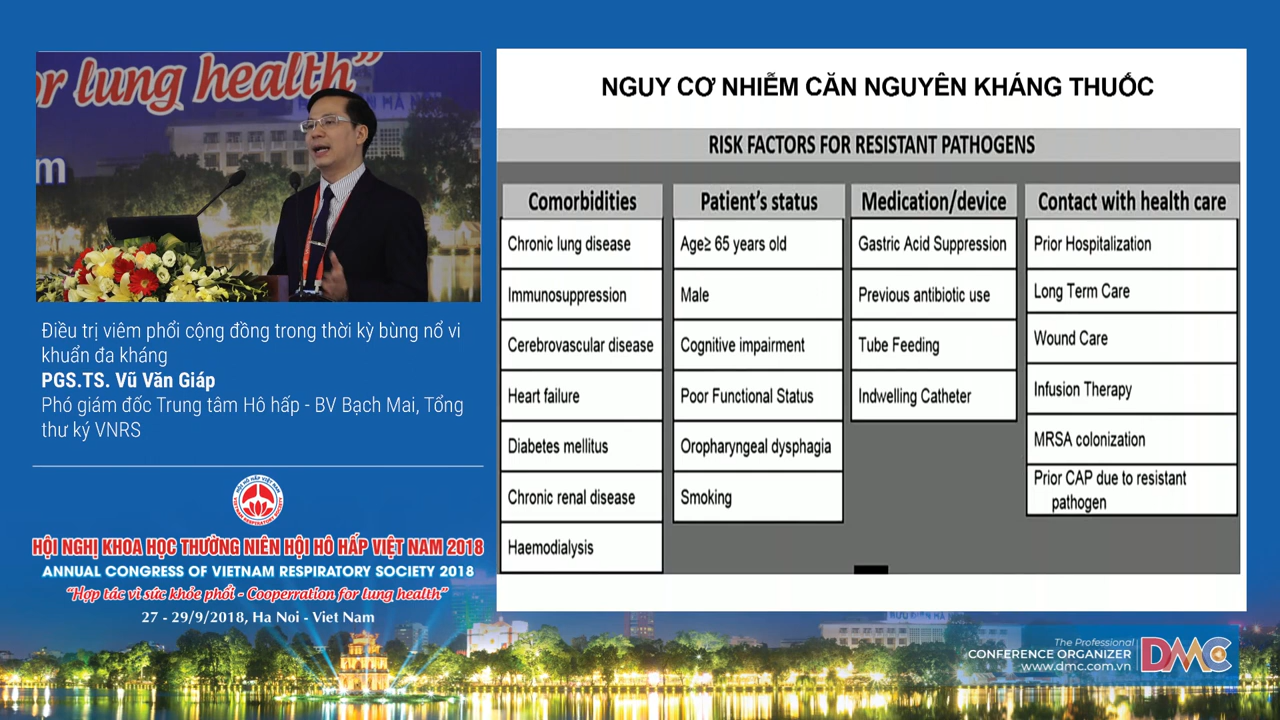 or lung health”
m
Điều trị viêm phổi cộng đồng trong thời kỳ bùng nổ vi
khuẩn đa kháng
PGS.TS. Vũ Văn Giáp
Phó giám đốc Trung tâm Hô hấp - BV Bạch Mai, Tổng
thư ký VNRS
HỘI NGHỊ KHOA HỌC THƯỜNG NIÊN HỘI HÔ HẤP VIỆT NAM 2018
ANNUAL CONGRESS OF VIETNAM RESPIRATORY SOCIETY 2018
“Hợp tác vì sức khỏe phổi - Cooperration for lung health”
27 - 29/9/2018, Ha Noi - Viet Nam
NGUY CƠ NHIỄM CĂN NGUYÊN KHÁNG THUỐC
RISK FACTORS FOR RESISTANT PATHOGENS
Comorbidities
Chronic lung disease
Immunosuppression
Cerebrovascular disease
Heart failure
Diabetes mellitus
Chronic renal disease
Haemodialysis
Patient’s status
Age≥ 65 years old
Male
Cognitive impairment
Poor Functional Status
Oropharyngeal dysphagia
Smoking
Medication/device
Gastric Acid Suppression
Previous antibiotic use
Tube Feeding
Indwelling Catheter
Contact with health care
Prior Hospitalization
Long Term Care
Wound Care
Infusion Therapy
MRSA colonization
Prior CAP due to resistant
pathogen
The Professional
CONFERENCE ORGANIZER
www.dmc.com.vn
DMC